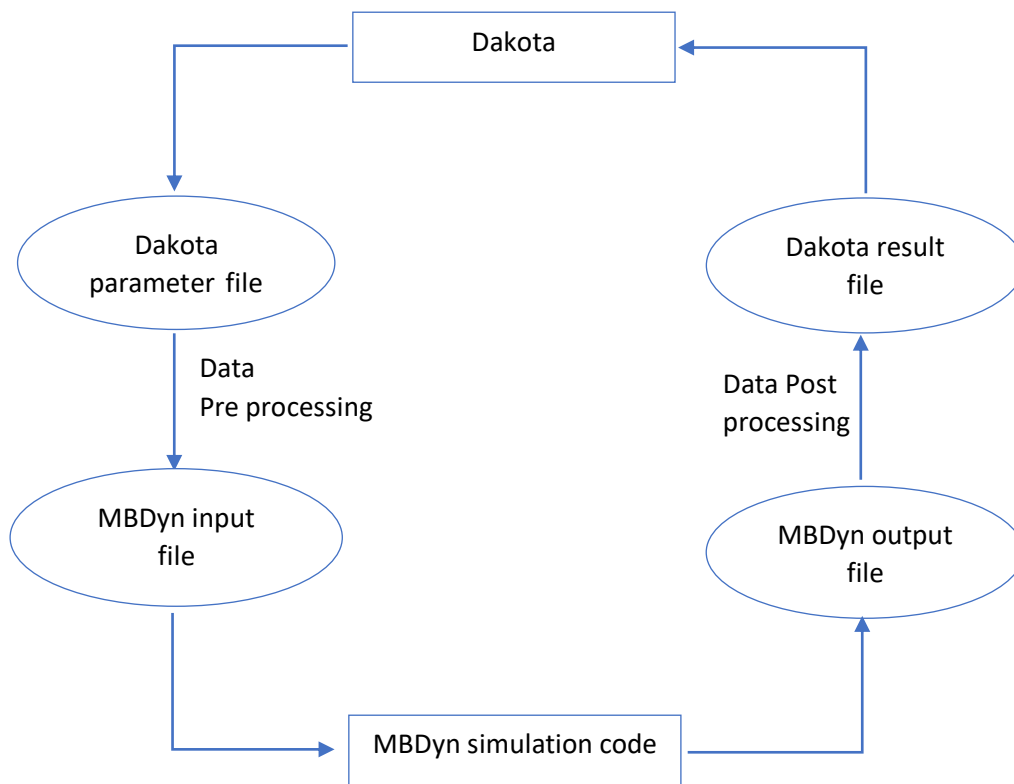 Dakota
Dakota
parameter file
Dakota result
file
Data
Pre processing
Data Post
processing
MBDyn input
file
MBDyn output
file
MBDyn simulation code